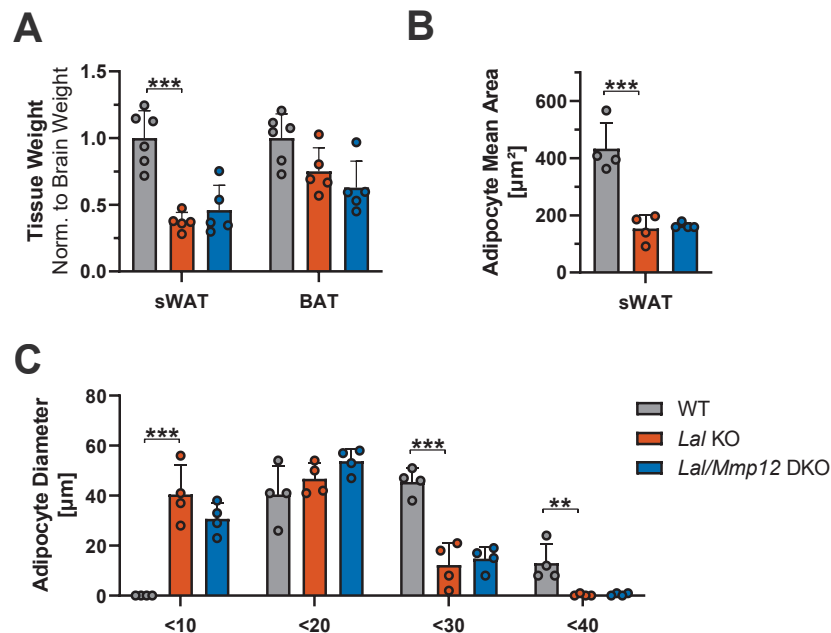 A
Tissue Weight
Norm. to Brain Weight
1.5
1.0
0.5
0.0
***
sWAT
BAT
B
Adipocyte Mean Area
[µm²]
600
400
200
0
***
sWAT
C
Adipocyte Diameter
[µm]
80
60
40
20
0
***
***
**
<10
<20
<30
<40
WT
Lal KO
Lal/Mmp12 DKO